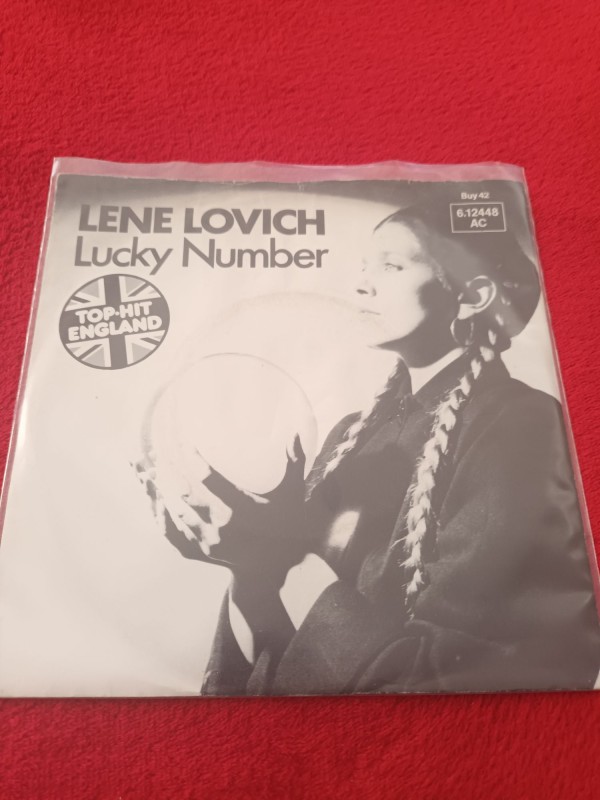 Buy 42
6.12448
AC
LENE LOVICH
Lucky Number
TOP-HIT
ENGLAND